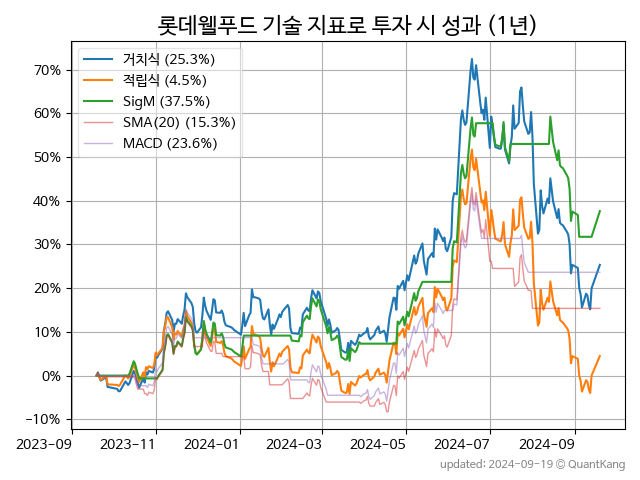 롯데웰푸드 기술 지표로 투자 시 성과 (1년)
거치식 (25.3%)
적립식 (4.5%)
SigM (37.5%)
SMA(20) (15.3%)
MACD (23.6%)
70%
60%
50%
40%
30%
20%
10%
0%
−10%
2023-09 2023-11 2024-01 2024-03 2024-05 2024-07 2024-09
updated: 2024-09-19 @ QuantKang